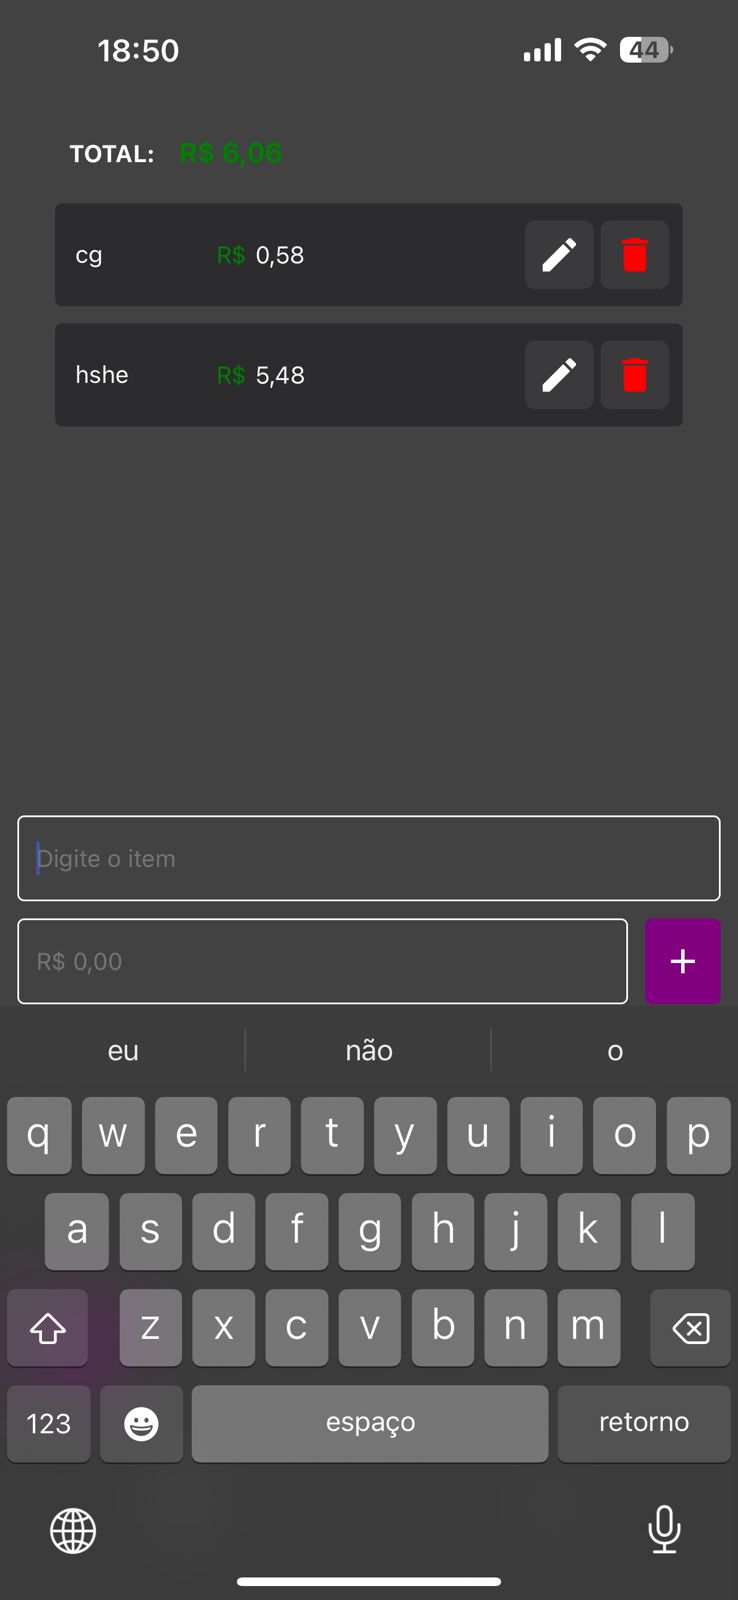 18:50 44
TOTAL: R$ 6,06
cg R$ 0,58
hshe R$ 5,48
Digite o item
R$ 0,00
+
eu não o
q w e r t y u i o p
a s d f g h j k l
z x c v b n m
123 espaço retorno